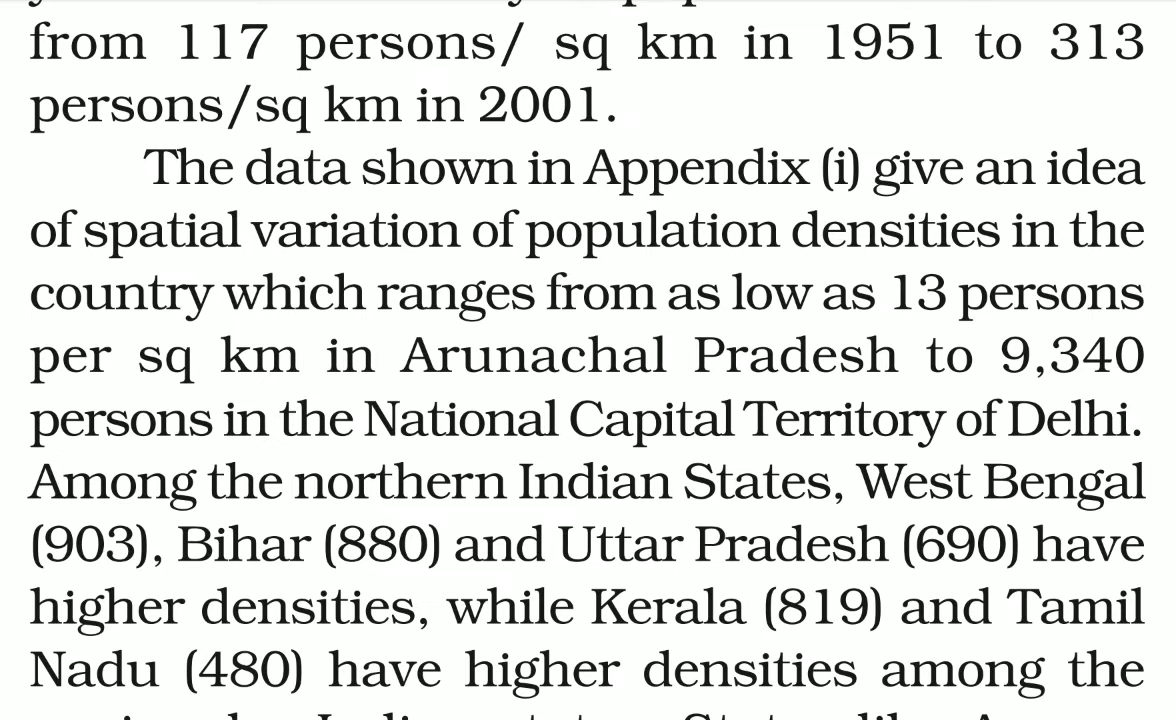 from 117 persons/ sq km in 1951 to 313
persons/sq km in 2001.
The data shown in Appendix (i) give an idea
of spatial variation of population densities in the
country which ranges from as low as 13 persons
per sq km in Arunachal Pradesh to 9,340
persons in the National Capital Territory of Delhi.
Among the northern Indian States, West Bengal
(903), Bihar (880) and Uttar Pradesh (690) have
higher densities, while Kerala (819) and Tamil
Nadu (480) have higher densities among the